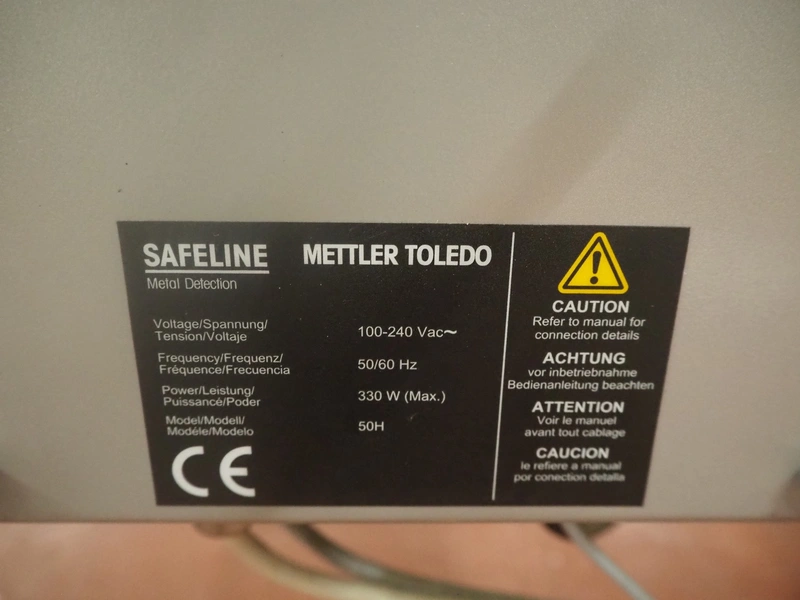 SAFELINE
Metal Detection
METTLER TOLEDO
Voltage/Spannung/
Tension/Voltaje
100-240 Vac~
Frequency/Frequenz/
Fréquence/Frecuencia
50/60 Hz
Power/Leistung/
Puissance/Poder
330 W (Max.)
Model/Modell/
Modéle/Modelo
50H
CE
CAUTION
Refer to manual for
connection details
ACHTUNG
vor inbetriebnahme
Bedienanleitung beachten
ATTENTION
Voir le manuel
avant tout cablage
CAUCION
le refiere a manual
por conection detalla